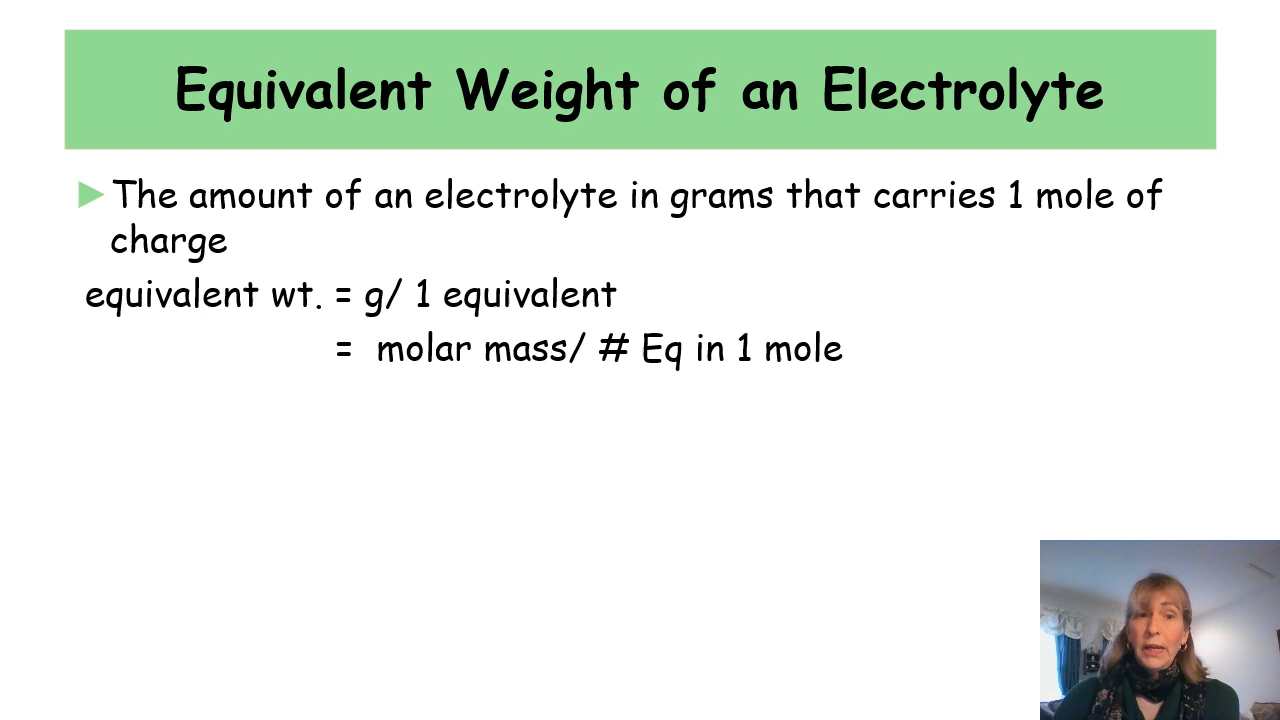 Equivalent Weight of an Electrolyte
The amount of an electrolyte in grams that carries 1 mole of
charge
equivalent wt. = g/ 1 equivalent
= molar mass/ # Eq in 1 mole